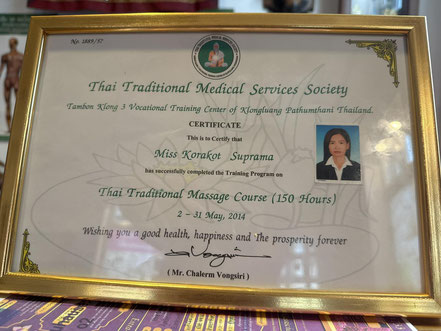 No. 1889/57
Thai Traditional Medical Services Society
Tambon Klong 3 Vocational Training Center of Klongluang Pathumthani Thailand.
CERTIFICATE
This is to Certify that
Miss Korakot Suprama
has successfully completed the Training Program on
Thai Traditional Massage Course (150 Hours)
2 – 31 May, 2014
Wishing you a good health, happiness and The prosperity forever
( Mr. Chalerm Vongsiri )